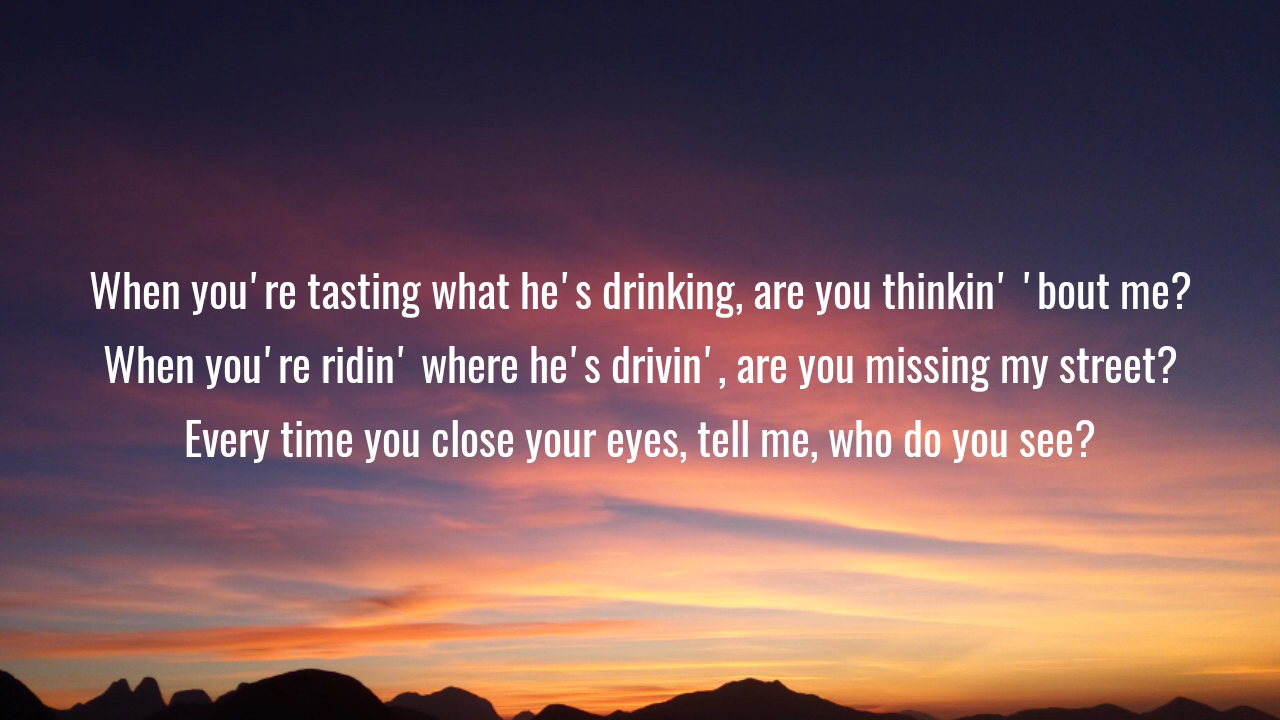 When you're tasting what he's drinking, are you thinkin' 'bout me?
When you're ridin' where he's drivin', are you missing my street?
Every time you close your eyes, tell me, who do you see?